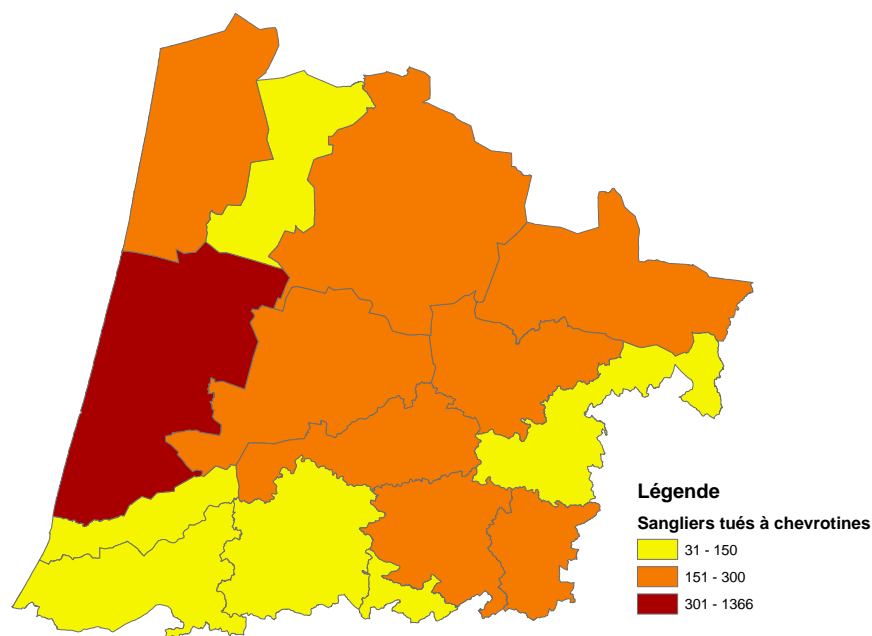 Légende
Sangliers tués à chevrotines
31 - 150
151 - 300
301 - 1366